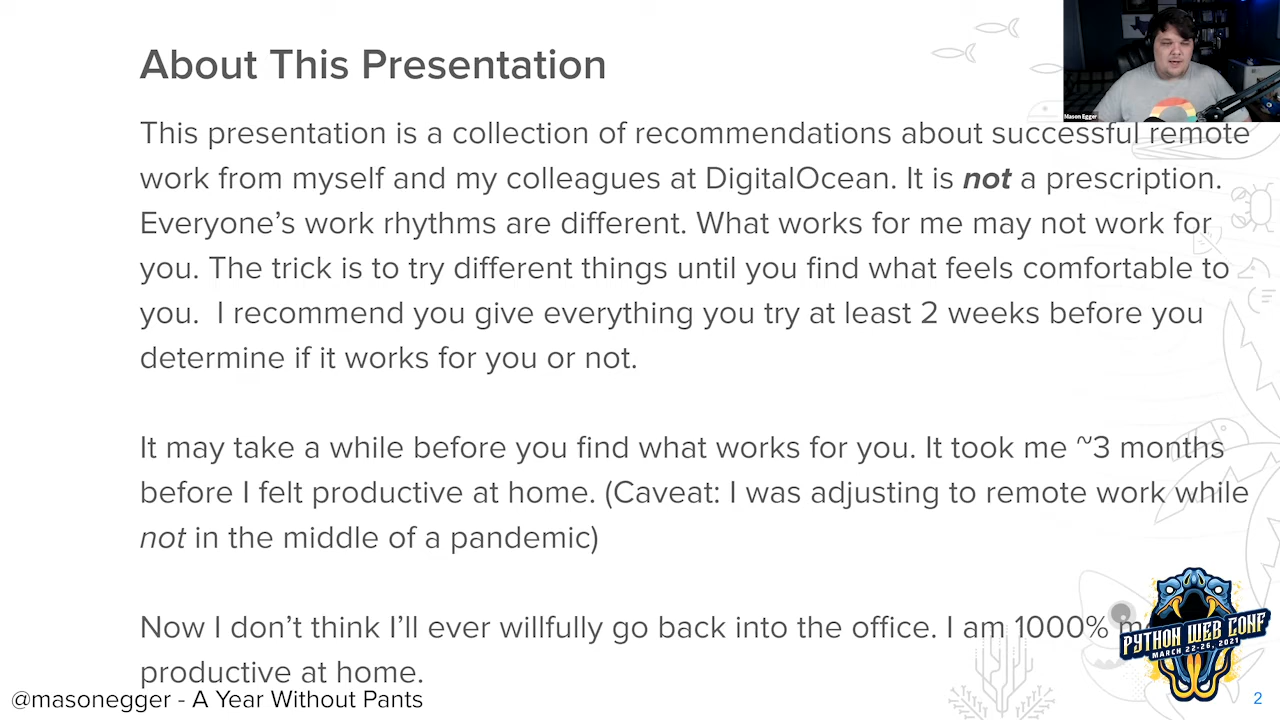 About This Presentation
Mason Egger
This presentation is a collection of recommendations about successful remote
work from myself and my colleagues at DigitalOcean. It is not a prescription.
Everyone’s work rhythms are different. What works for me may not work for
you. The trick is to try different things until you find what feels comfortable to
you.  I recommend you give everything you try at least 2 weeks before you
determine if it works for you or not.
It may take a while before you find what works for you. It took me ~3 months
before I felt productive at home. (Caveat: I was adjusting to remote work while
not in the middle of a pandemic)
Now I don’t think I’ll ever willfully go back into the office. I am 1000%
productive at home.
PYTHON WEB CONF
MARCH 22-26, 2021
@masonegger - A Year Without Pants
2